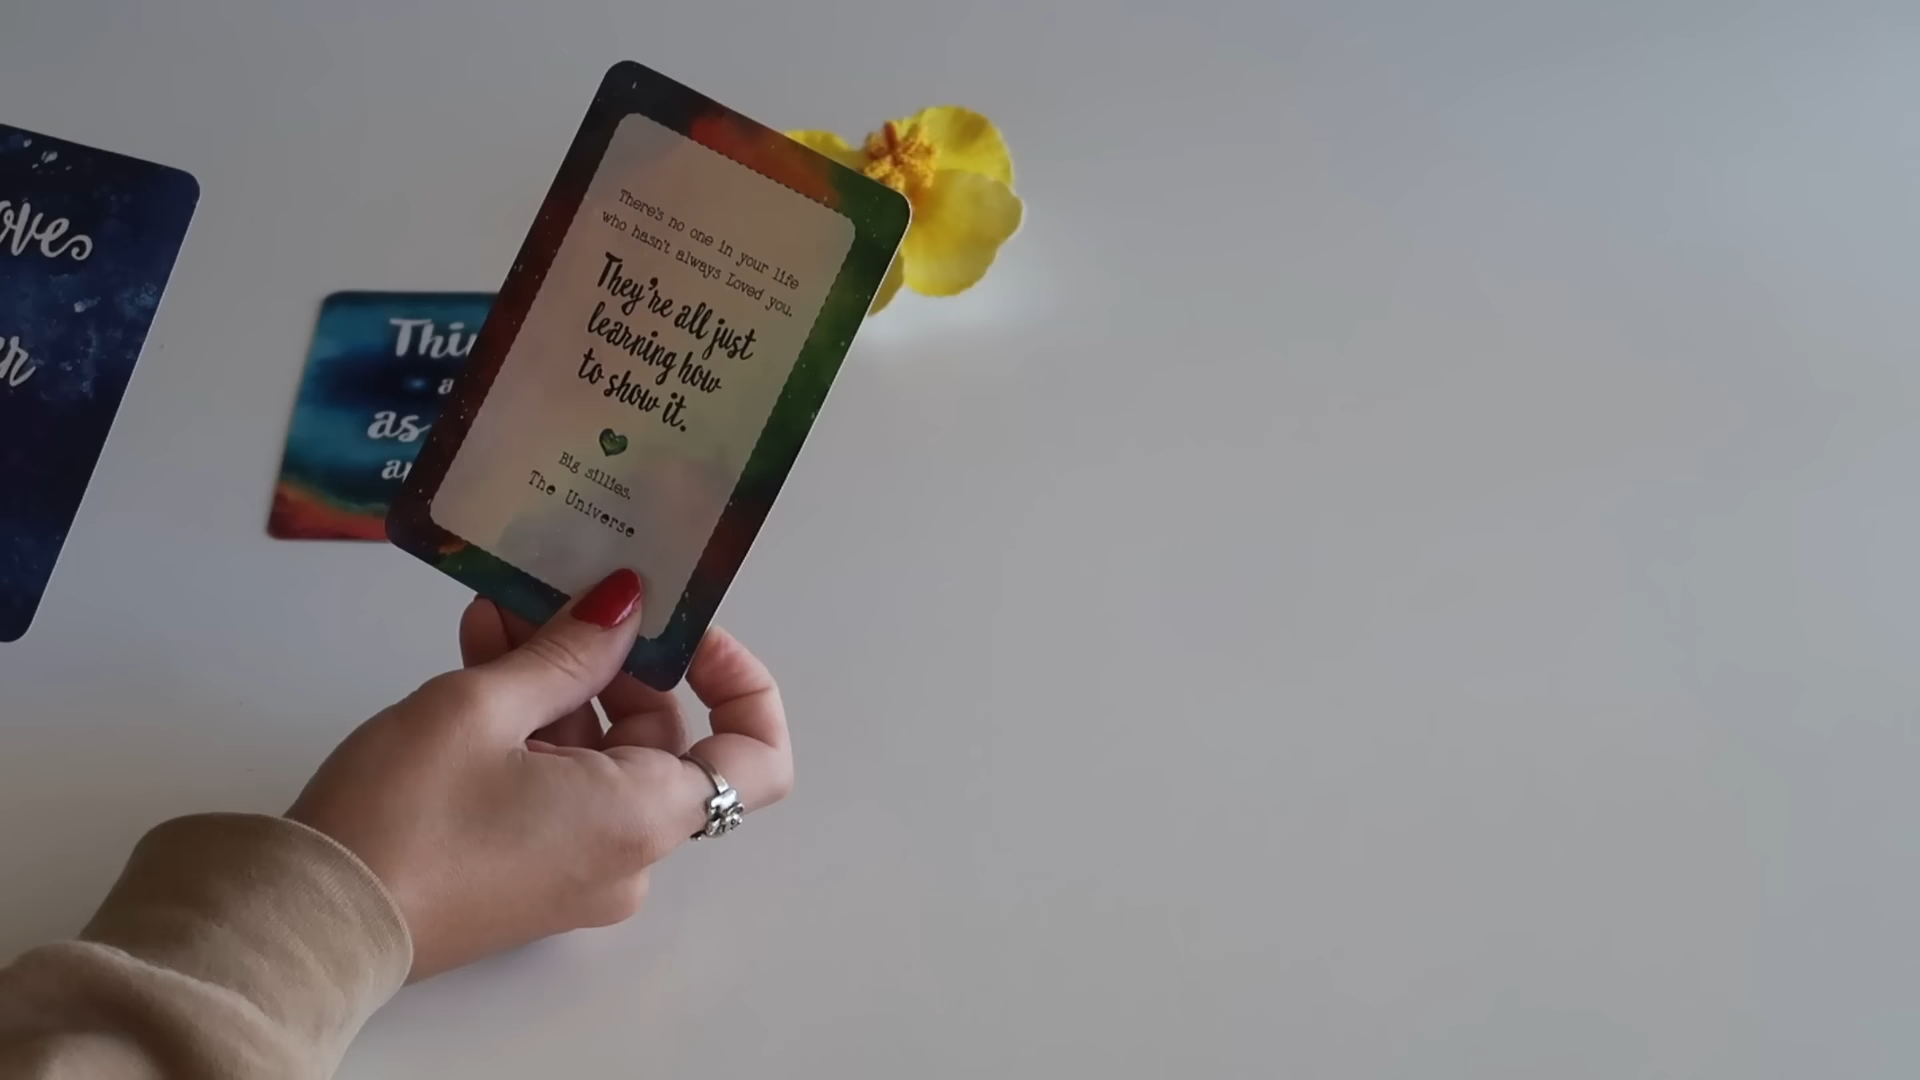 There's no one in your life
who hasn't always Loved you.
They're all just
learning how
to show it.
Big sillies.
The Universe
as